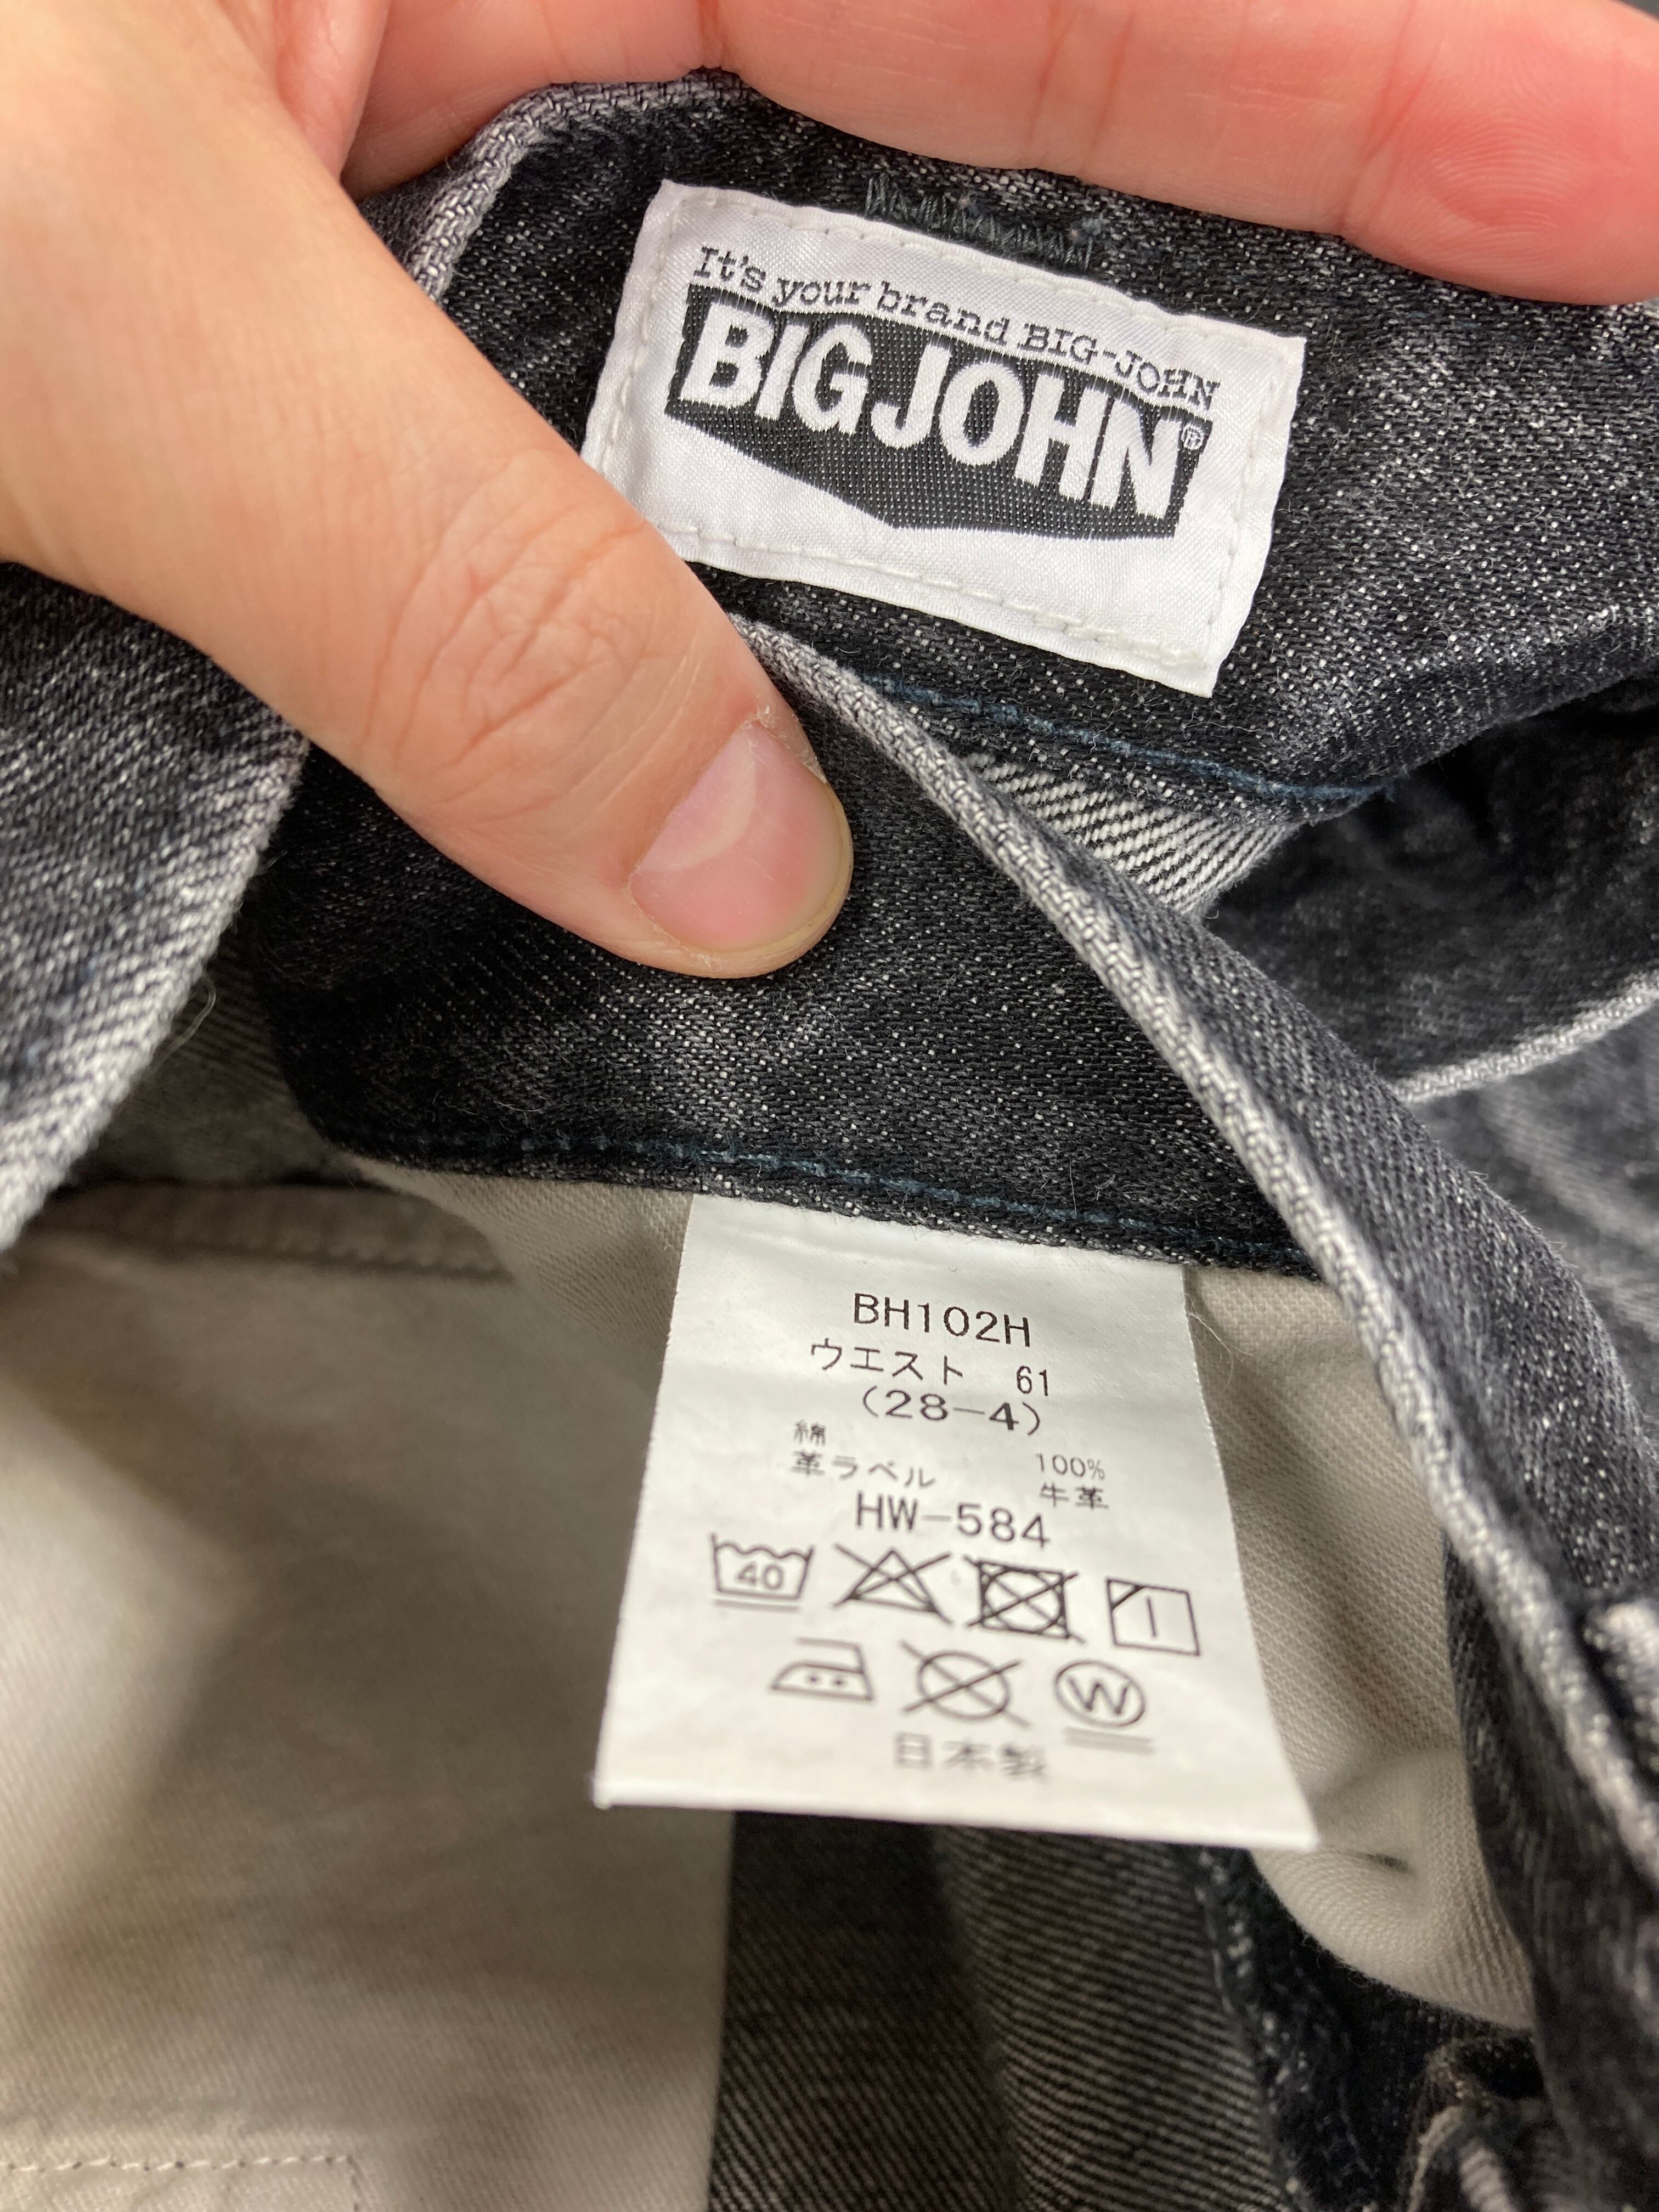 It's your brand BIG-JOHN
BIG JOHN®
BH102H
ウエスト 61
(28-4)
綿 100%
革ラベル 牛革
HW-584
40
W
日本製